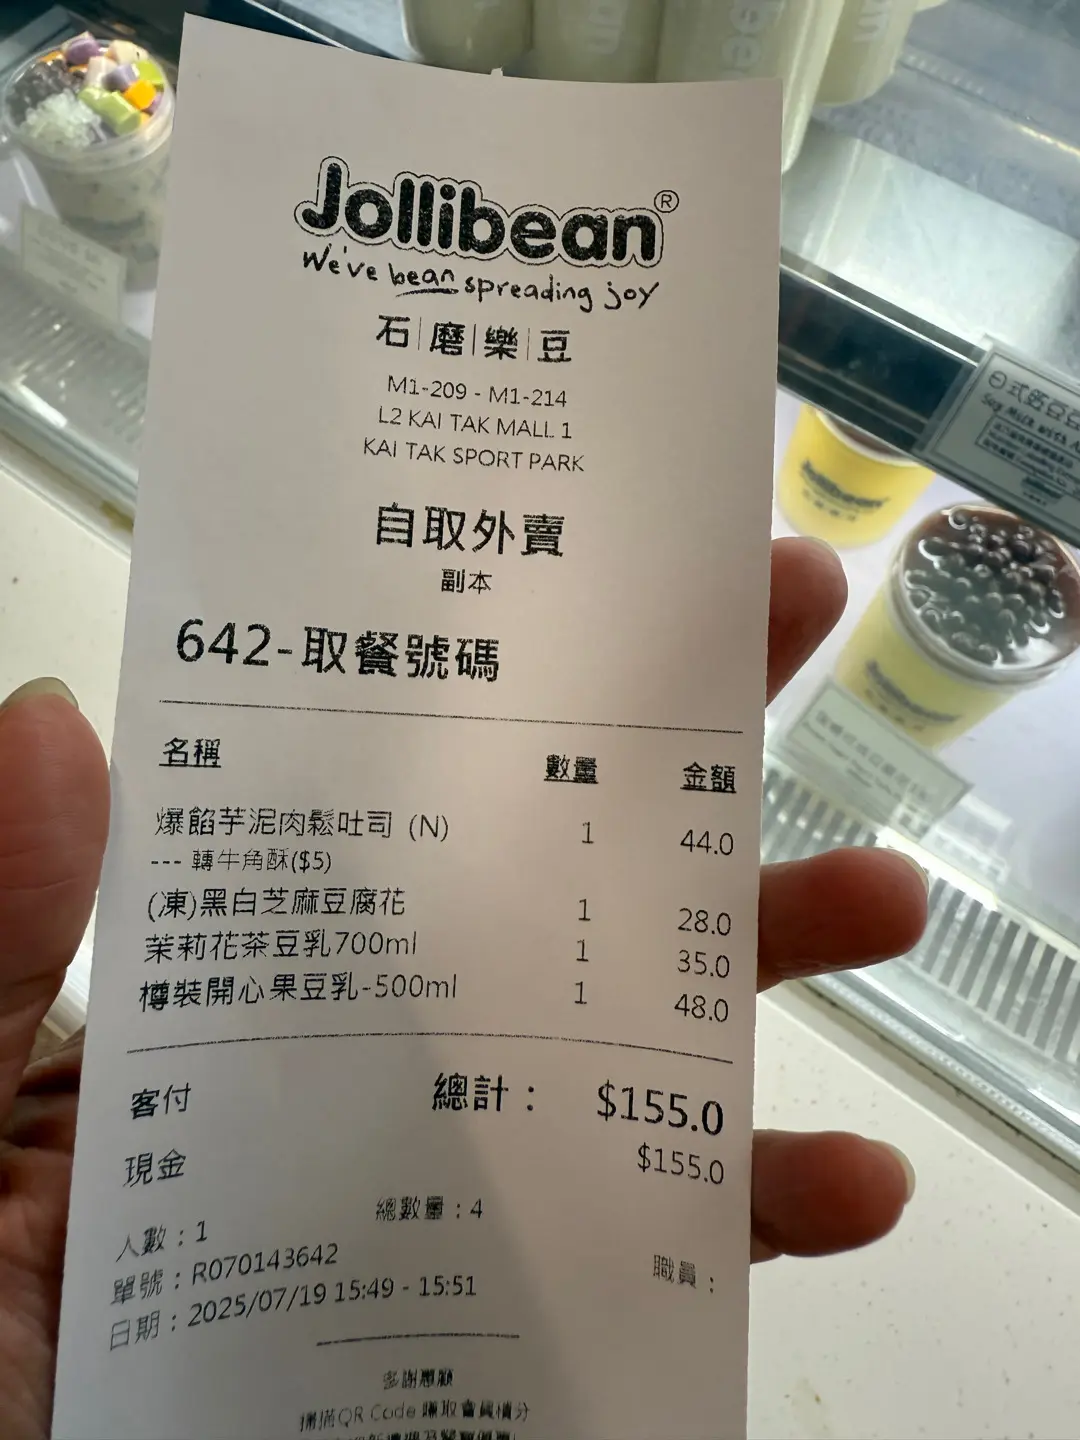 Jollibean®
We've bean spreading joy
石|磨|樂|豆
M1-209 - M1-214
L2 KAI TAK MALL 1
KAI TAK SPORT PARK
自取外賣
副本
642-取餐號碼
名稱 數量 金額
爆餡芋泥肉鬆吐司 (N) 1 44.0
--- 轉牛角酥($5)
(凍)黑白芝麻豆腐花 1 28.0
茉莉花茶豆乳700ml 1 35.0
樽裝開心果豆乳-500ml 1 48.0
客付 總計： $155.0
現金 $155.0
總數量：4
人數：1
單號：R070143642 職員：
日期：2025/07/19 15:49 - 15:51
多謝惠顧
掃描QR Code 賺取會員積分
日式
Soy Milk with
Jollibean